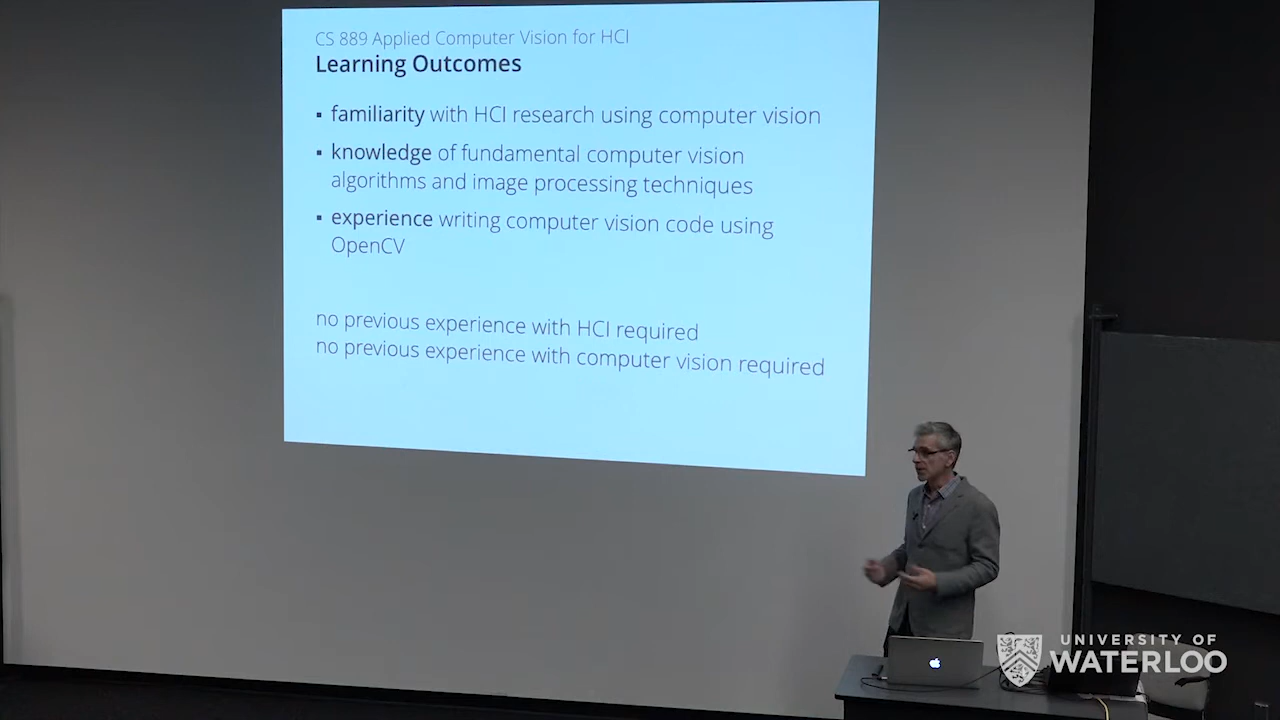 CS 889 Applied Computer Vision for HCI
Learning Outcomes
▪ familiarity with HCI research using computer vision
▪ knowledge of fundamental computer vision
algorithms and image processing techniques
▪ experience writing computer vision code using
OpenCV
no previous experience with HCI required
no previous experience with computer vision required
UNIVERSITY OF
WATERLOO